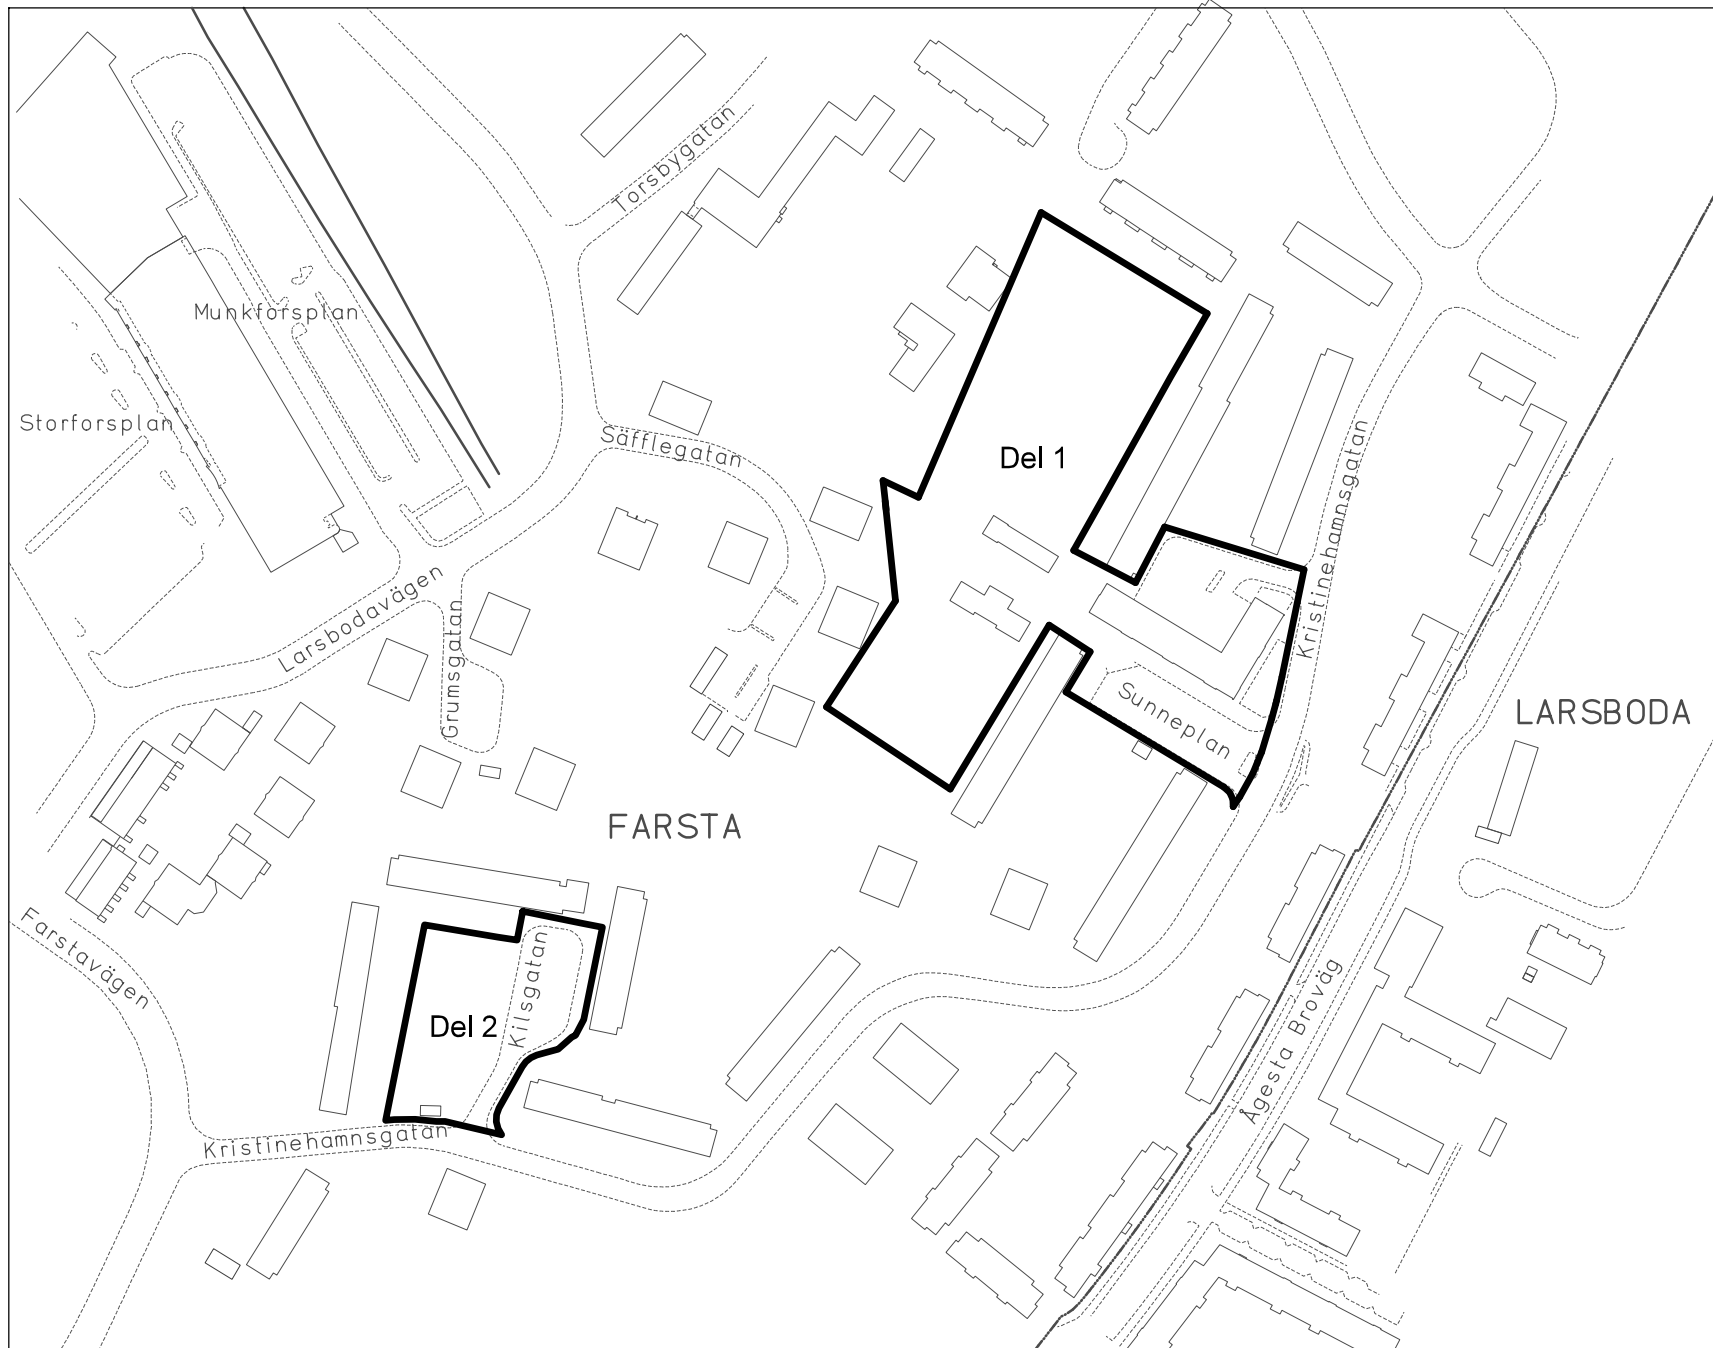 Torsbygatan
Munkforsplan
Storforsplan
Säfflegatan
Del 1
Kristinehamnsgatan
Larsbodavägen
Grumsgatan
Sunneplan
LARSBODA
FARSTA
Farstavägen
Kilsgatan
Del 2
Ågesta Broväg
Kristinehamnsgatan